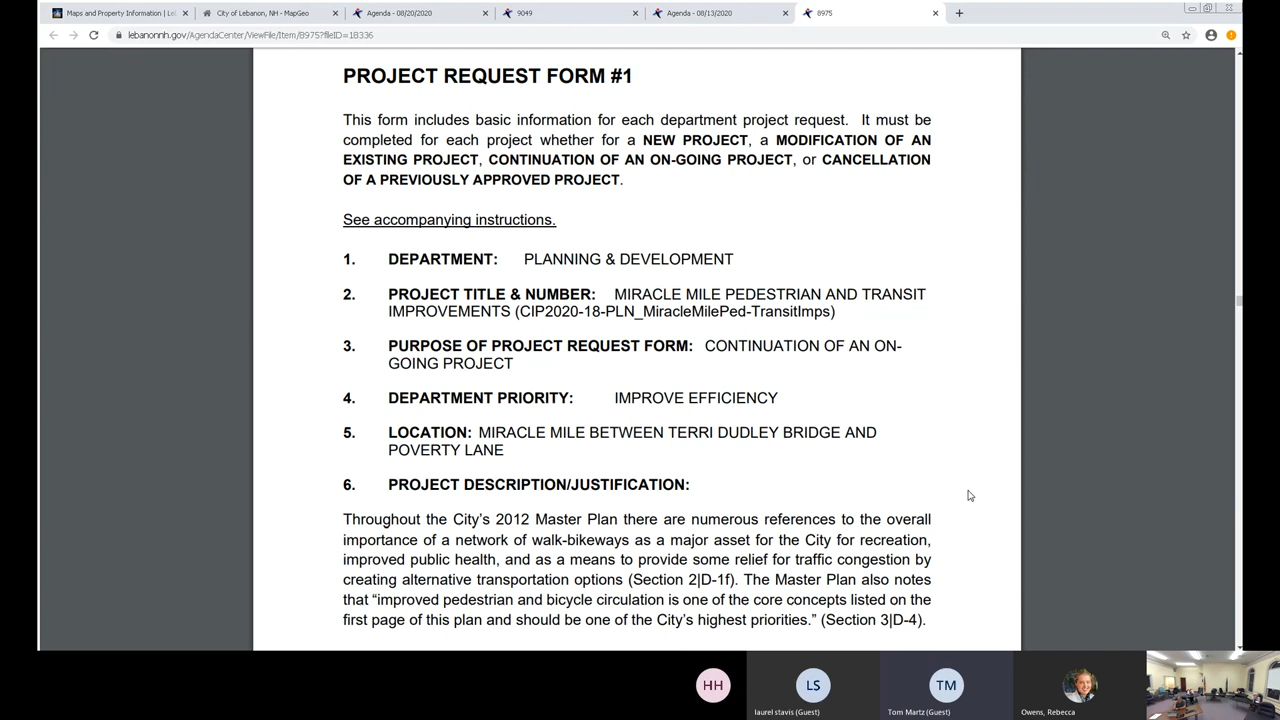 Maps and Property Information | Le
City of Lebanon, NH - MapGeo
Agenda - 08/20/2020
9049
Agenda - 08/13/2020
8975
lebanonnh.gov/AgendaCenter/ViewFile/Item/8975?fileID=18336
PROJECT REQUEST FORM #1
This form includes basic information for each department project request. It must be
completed for each project whether for a NEW PROJECT, a MODIFICATION OF AN
EXISTING PROJECT, CONTINUATION OF AN ON-GOING PROJECT, or CANCELLATION
OF A PREVIOUSLY APPROVED PROJECT.
See accompanying instructions.
1. DEPARTMENT: PLANNING & DEVELOPMENT
2. PROJECT TITLE & NUMBER: MIRACLE MILE PEDESTRIAN AND TRANSIT
IMPROVEMENTS (CIP2020-18-PLN_MiracleMilePed-TransitImps)
3. PURPOSE OF PROJECT REQUEST FORM: CONTINUATION OF AN ON-
GOING PROJECT
4. DEPARTMENT PRIORITY: IMPROVE EFFICIENCY
5. LOCATION: MIRACLE MILE BETWEEN TERRI DUDLEY BRIDGE AND
POVERTY LANE
6. PROJECT DESCRIPTION/JUSTIFICATION:
Throughout the City's 2012 Master Plan there are numerous references to the overall
importance of a network of walk-bikeways as a major asset for the City for recreation,
improved public health, and as a means to provide some relief for traffic congestion by
creating alternative transportation options (Section 2|D-1f). The Master Plan also notes
that “improved pedestrian and bicycle circulation is one of the core concepts listed on the
first page of this plan and should be one of the City's highest priorities.” (Section 3|D-4).
HH
LS
TM
laurel stavis (Guest)
Tom Martz (Guest)
Owens, Rebecca